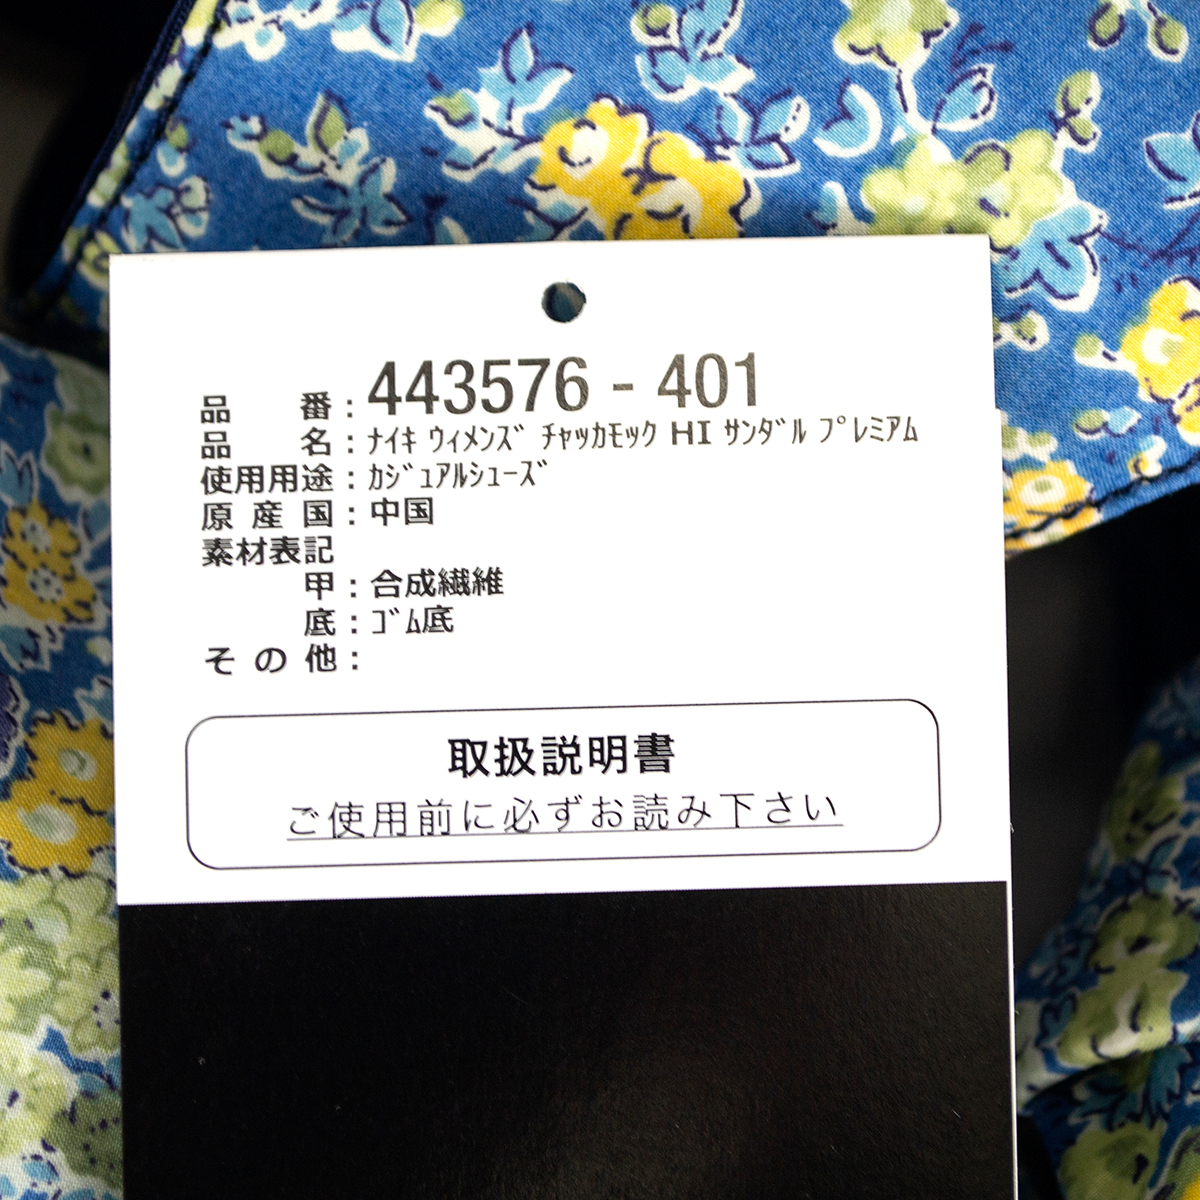 品番：443576 - 401
品名：ﾅｲｷ ｳｨﾒﾝｽﾞ ﾁｬｯｶﾓｯｸ HI ｻﾝﾀﾞﾙ ﾌﾟﾚﾐｱﾑ
使用用途：ｶｼﾞｭｱﾙｼｭｰｽﾞ
原産国：中国
素材表記
甲：合成繊維
底：ｺﾞﾑ底
その他：
取扱説明書
ご使用前に必ずお読み下さい